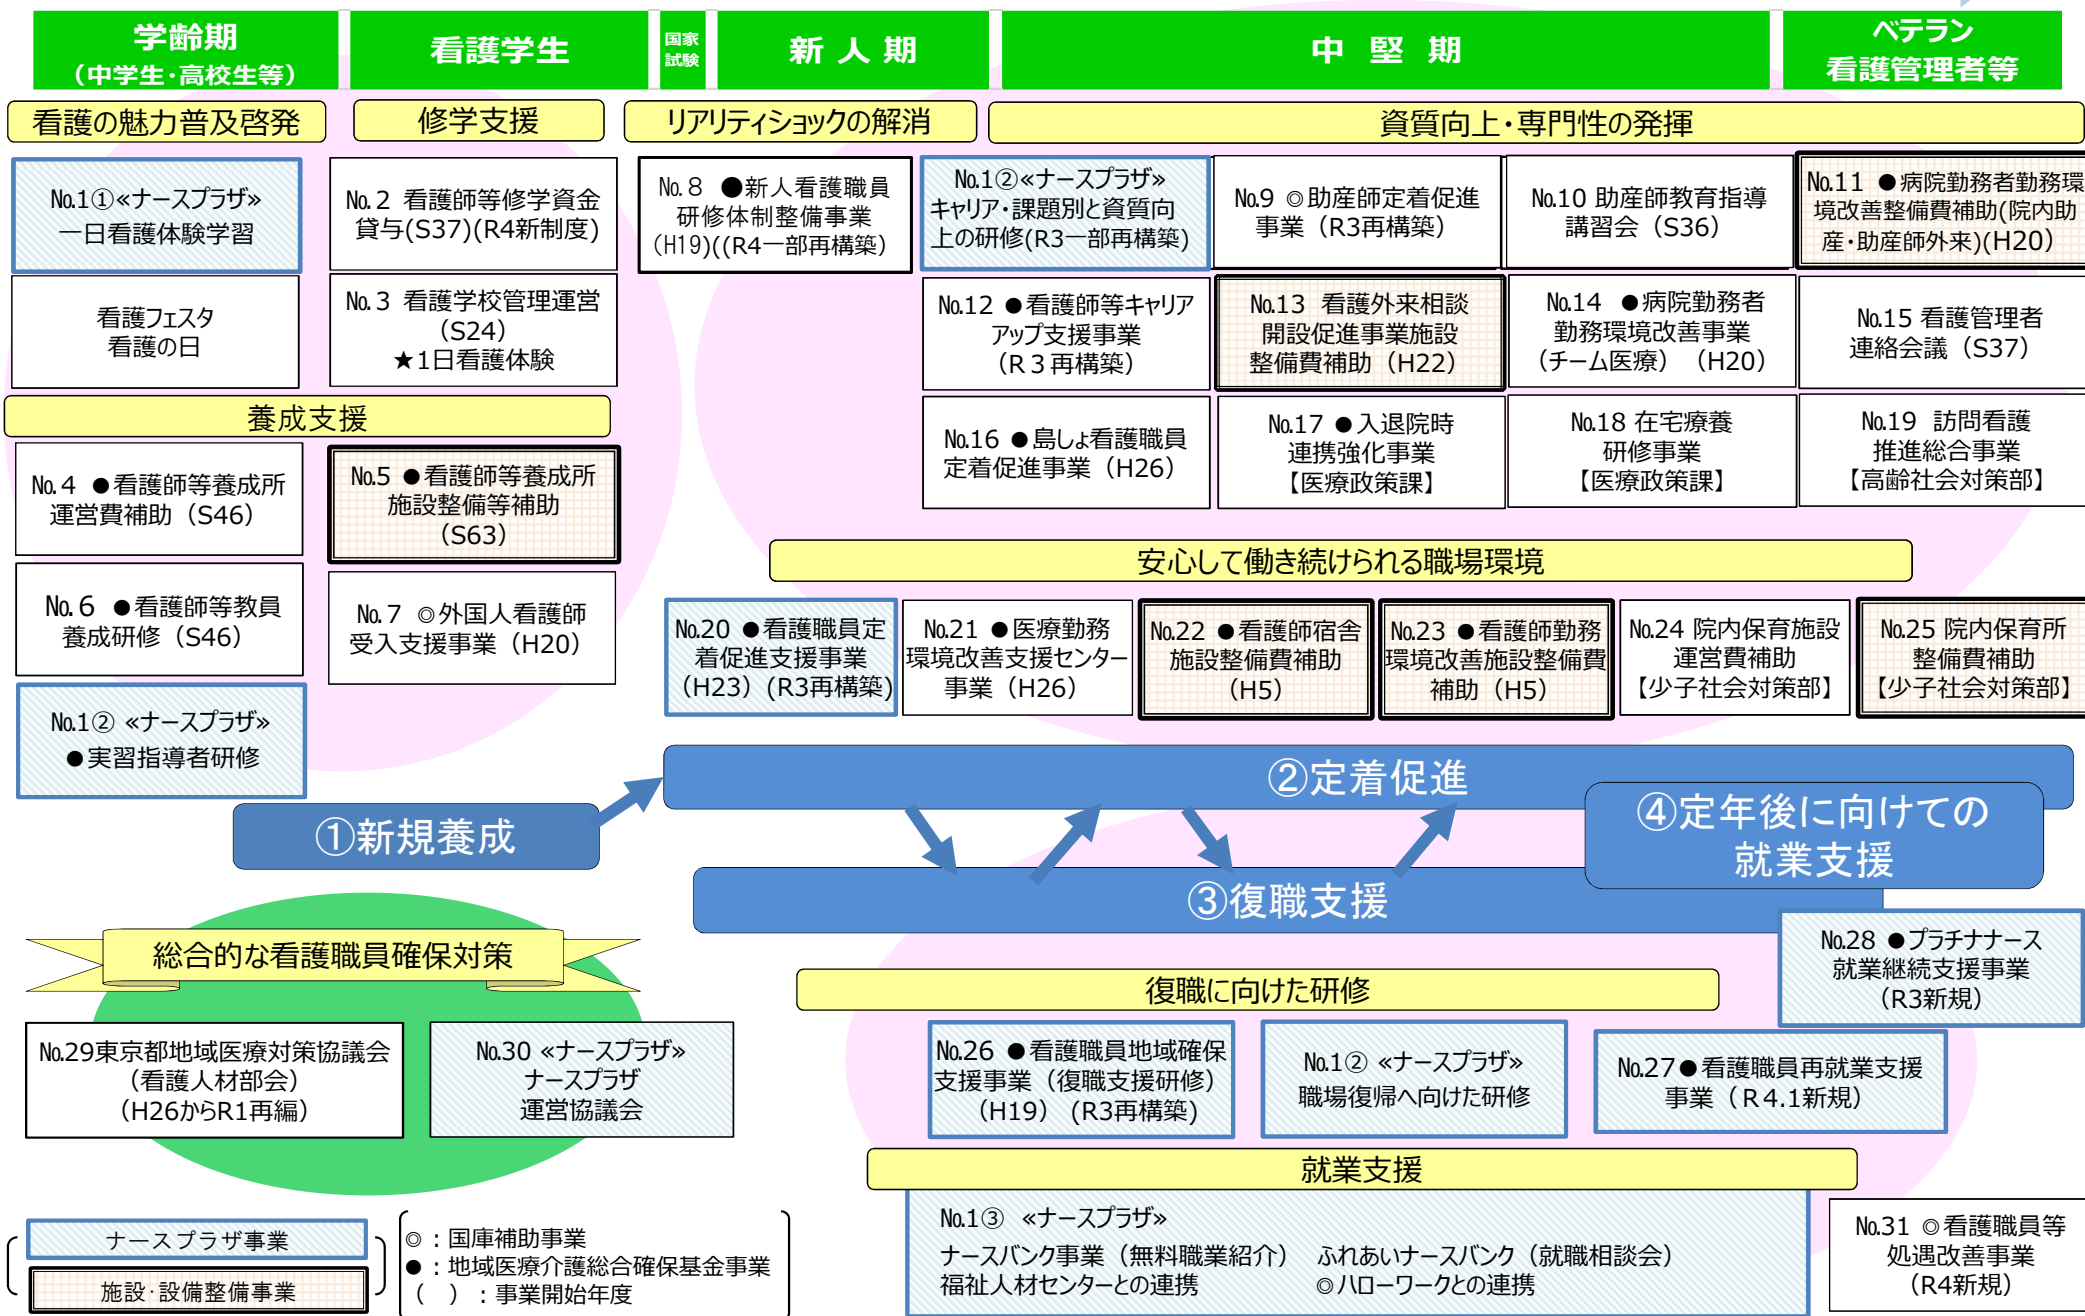 学齢期
（中学生・高校生等）
看護学生
国家
試験
新人期
中堅期
ベテラン
看護管理者等
看護の魅力普及啓発
修学支援
リアリティショックの解消
資質向上・専門性の発揮
No.1①«ナースプラザ»
一日看護体験学習
No.2 看護師等修学資金
貸与(S37)(R4新制度)
No.8 ●新人看護職員
研修体制整備事業
(H19)((R4一部再構築)
No.1②«ナースプラザ»
キャリア・課題別と資質向
上の研修(R3一部再構築)
No.9 ◎助産師定着促進
事業（R3再構築）
No.10 助産師教育指導
講習会（S36）
No.11 ●病院勤務者勤務環
境改善整備費補助(院内助
産・助産師外来)(H20）
看護フェスタ
看護の日
No.3 看護学校管理運営
（S24）
★1日看護体験
No.12 ●看護師等キャリア
アップ支援事業
（R３再構築）
No.13 看護外来相談
開設促進事業施設
整備費補助（H22）
No.14 ●病院勤務者
勤務環境改善事業
（チーム医療）（H20）
No.15 看護管理者
連絡会議（S37）
養成支援
No.16 ●島しょ看護職員
定着促進事業（H26）
No.17 ●入退院時
連携強化事業
【医療政策課】
No.18 在宅療養
研修事業
【医療政策課】
No.19 訪問看護
推進総合事業
【高齢社会対策部】
No.4 ●看護師等養成所
運営費補助（S46）
No.5 ●看護師等養成所
施設整備等補助
（S63）
安心して働き続けられる職場環境
No.6 ●看護師等教員
養成研修（S46）
No.7 ◎外国人看護師
受入支援事業（H20）
No.20 ●看護職員定
着促進支援事業
（H23）(R3再構築)
No.21 ●医療勤務
環境改善支援センター
事業（H26）
No.22 ●看護師宿舎
施設整備費補助
（H5）
No.23 ●看護師勤務
環境改善施設整備費
補助（H5）
No.24 院内保育施設
運営費補助
【少子社会対策部】
No.25 院内保育所
整備費補助
【少子社会対策部】
No.1② «ナースプラザ»
●実習指導者研修
②定着促進
①新規養成
④定年後に向けての
就業支援
③復職支援
総合的な看護職員確保対策
No.28 ●プラチナナース
就業継続支援事業
（R3新規）
復職に向けた研修
No.29東京都地域医療対策協議会
（看護人材部会）
（H26からR1再編）
No.30 «ナースプラザ»
ナースプラザ
運営協議会
No.26 ●看護職員地域確保
支援事業（復職支援研修）
（H19）(R3再構築)
No.1② «ナースプラザ»
職場復帰へ向けた研修
No.27●看護職員再就業支援
事業（Ｒ4.1新規）
就業支援
No.1③ «ナースプラザ»
ナースバンク事業（無料職業紹介） ふれあいナースバンク（就職相談会）
福祉人材センターとの連携 ◎ハローワークとの連携
No.31 ◎看護職員等
処遇改善事業
（R4新規）
ナースプラザ事業
施設・設備整備事業
◎：国庫補助事業
●：地域医療介護総合確保基金事業
（ ）：事業開始年度